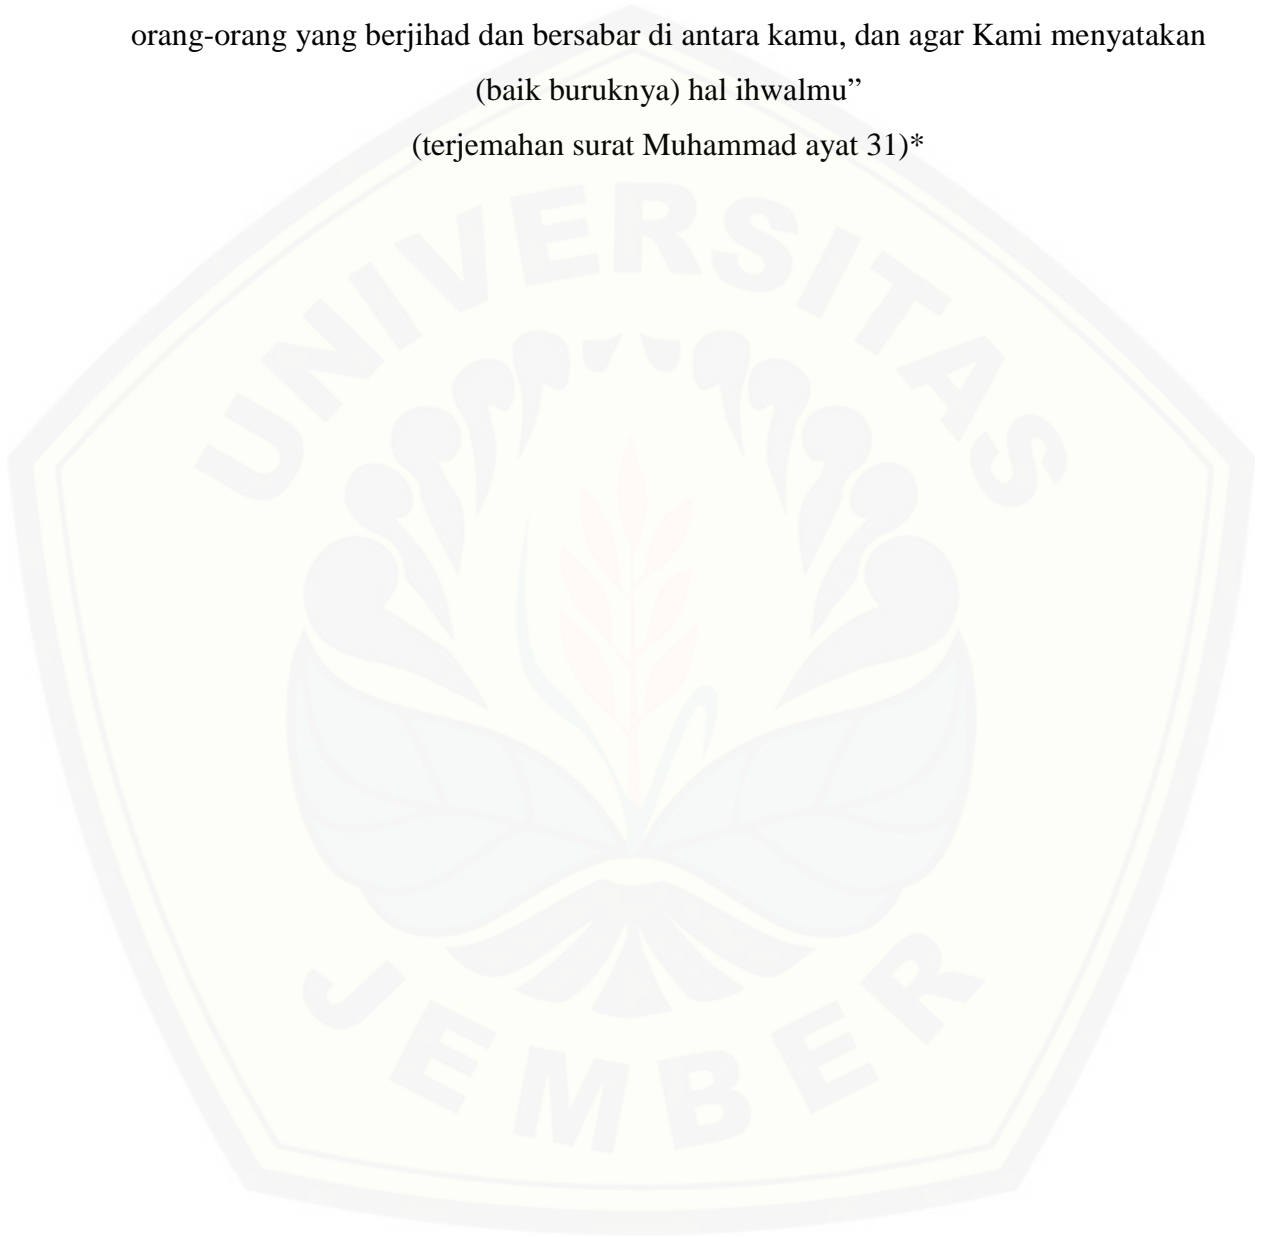 orang-orang yang berjihad dan bersabar di antara kamu, dan agar Kami menyatakan
(baik buruknya) hal ihwalmu”
(terjemahan surat Muhammad ayat 31)*
UNIVERSITAS
JEMBER